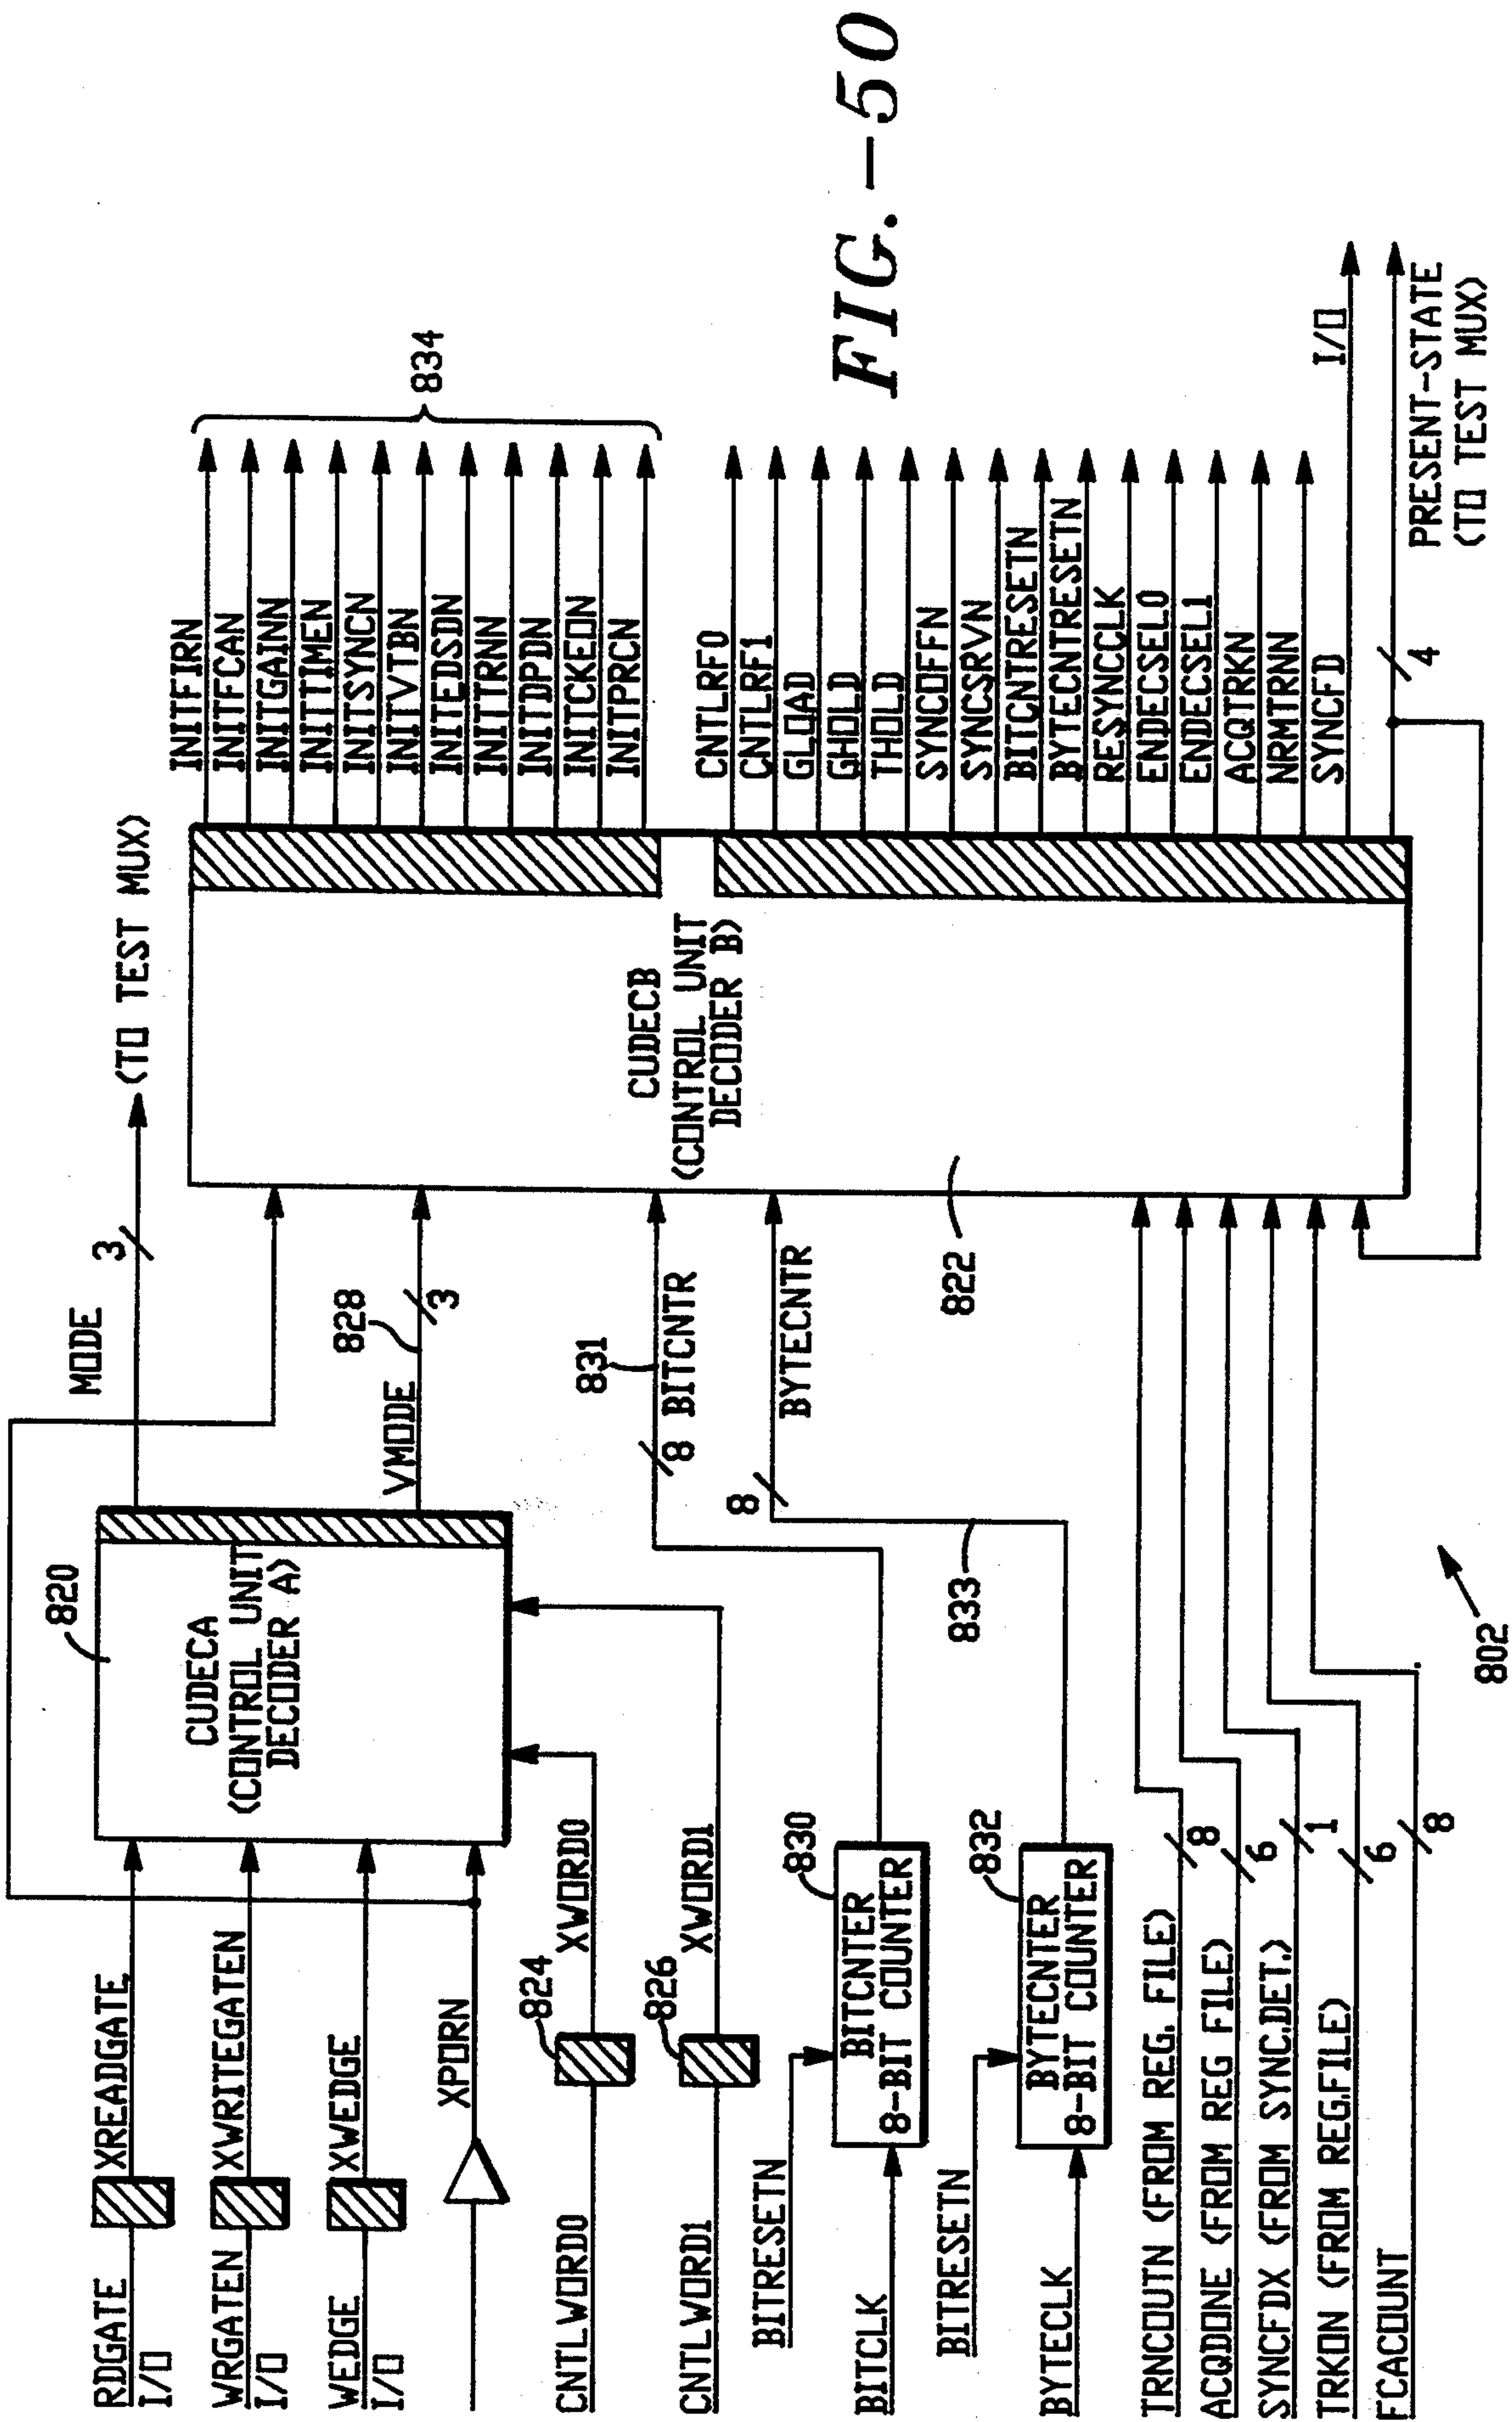 RDGATE
I/O
XREADGATE
WRGATEN
I/O
XWRITEGATEN
WEDGE
I/O
XWEDGE
XPORN
CNTLWORD0
824
XWORD0
CNTLWORD1
826
XWORD1
820
CUDECA
(CONTROL UNIT
DECODER A)
MODE
3
(TO TEST MUX)
VMODE
828
3
BITRESETN
BITCLK
BITCNTER
8-BIT COUNTER
830
8
BITCNTR
831
BITRESETN
BYTECLK
BYTECNTER
8-BIT COUNTER
832
833
8
BYTECNTR
TRNCOUTN (FROM REG. FILE)
8
ACQDONE (FROM REG FILE)
6
SYNCFDX (FROM SYNC.DET.)
1
TRKON (FROM REG.FILE)
6
FCACOUNT
8
CUDECB
(CONTROL UNIT
DECODER B)
822
INITFIRN
INITFCAN
INITGAINN
INITTIMEN
INITSYNCN
INITVTBN
INITEDSDN
INITTRNN
INITDPDN
INITCKEON
INITPRCN
834
CNTLRF0
CNTLRF1
GLOAD
GHOLD
THOLD
SYNCOFFN
SYNCSRVN
BITCNTRESETN
BYTECNTRESETN
RESYNCCLK
ENDECSEL0
ENDECSEL1
ACQTRKN
NRMTRNN
SYNCFD
I/O
4
PRESENT-STATE
(TO TEST MUX)
802
FIG.-50